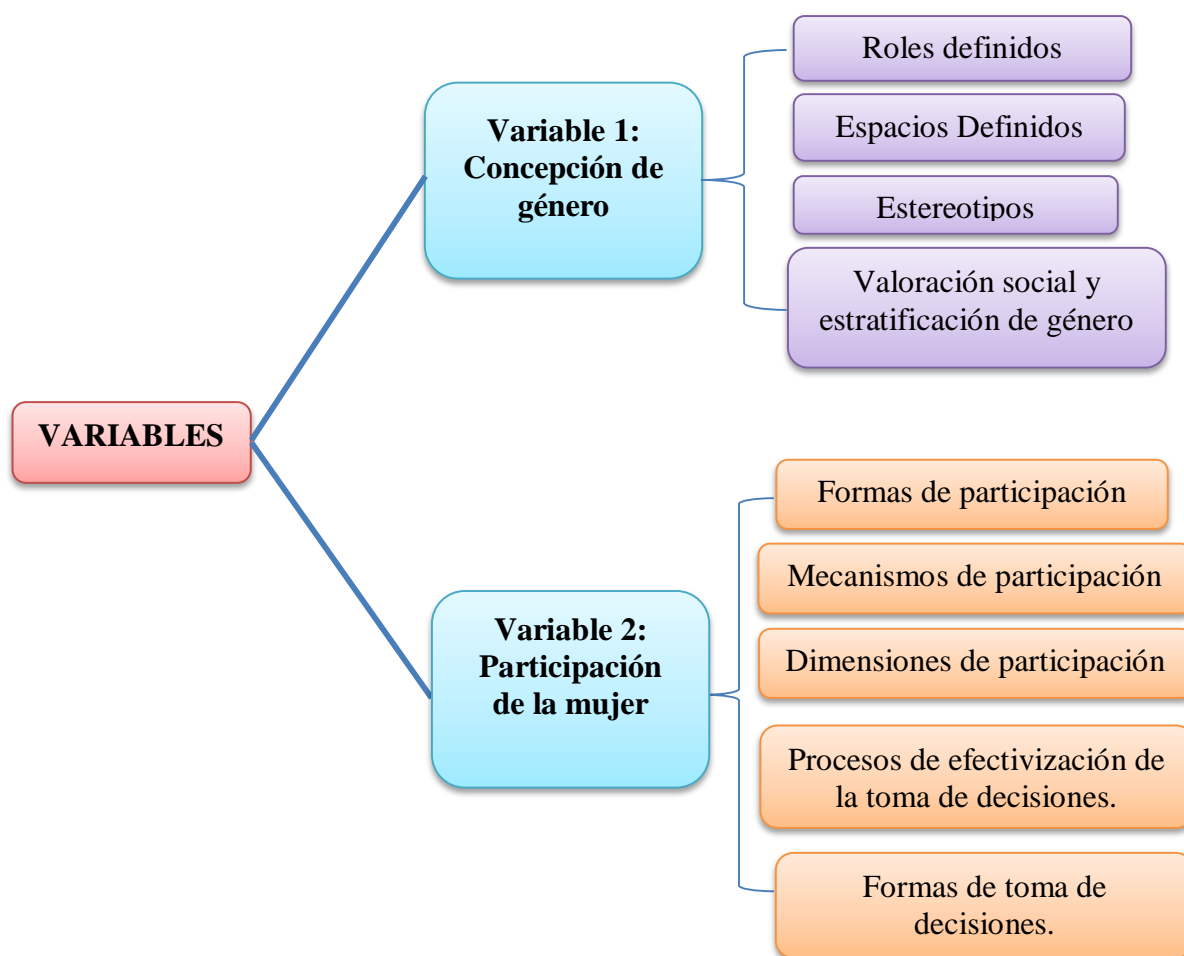 VARIABLES
Variable 1:
Concepción de
género
Roles definidos
Espacios Definidos
Estereotipos
Valoración social y
estratificación de género
Variable 2:
Participación
de la mujer
Formas de participación
Mecanismos de participación
Dimensiones de participación
Procesos de efectivización de
la toma de decisiones.
Formas de toma de
decisiones.